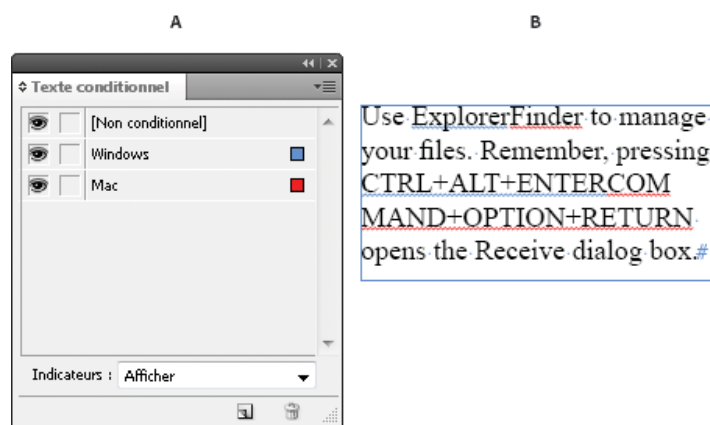 A
B
Texte conditionnel
[Non conditionnel]
Windows
Mac
Indicateurs : Afficher
Use ExplorerFinder to manage
your files. Remember, pressing
CTRL+ALT+ENTERCOM
MAND+OPTION+RETURN
opens the Receive dialog box.#